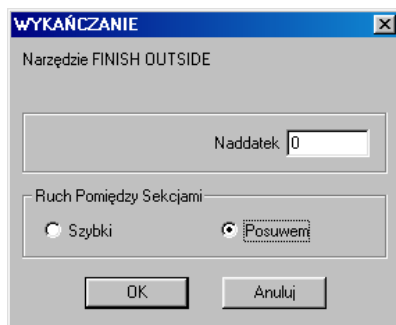 WYKAŃCZANIE
Narzędzie FINISH OUTSIDE
Naddatek 0
Ruch Pomiędzy Sekcjami
Szybki Posuwem
OK Anuluj